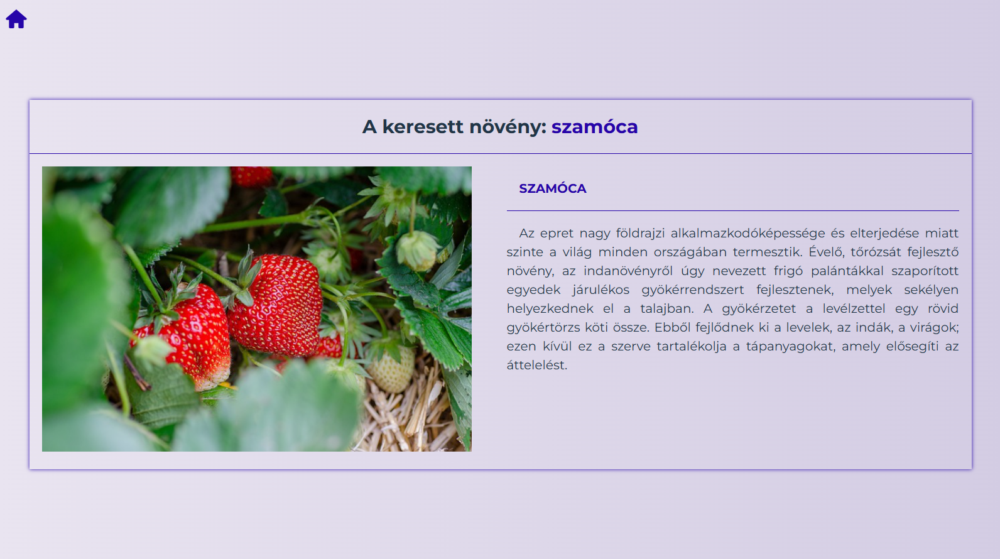 A keresett növény: szamóca
SZAMÓCA
Az epret nagy földrajzi alkalmazkodóképessége és elterjedése miatt
szinte a világ minden országában termesztik. Évelő, tőrózsát fejlesztő
növény, az indanövényről úgy nevezett frigó palántákkal szaporított
egyedek járulékos gyökérrendszert fejlesztenek, melyek sekélyen
helyezkednek el a talajban. A gyökérzetet a levélzettel egy rövid
gyökértörzs köti össze. Ebből fejlődnek ki a levelek, az indák, a virágok;
ezen kívül ez a szerve tartalékolja a tápanyagokat, amely elősegíti az
áttelelést.